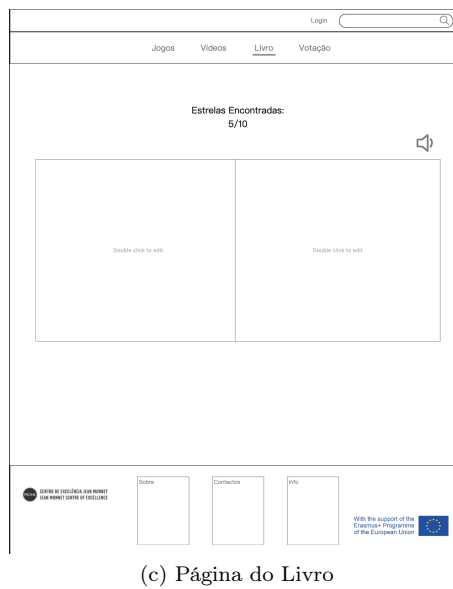 Login
Jogos Vídeos Livro Votação
Estrelas Encontradas:
5/10
Double click to edit
Double click to edit
CENTRO DE EXCELÊNCIA JEAN MONNET
JEAN MONNET CENTRE OF EXCELLENCE
Sobre
Contactos
Info
With the support of the
Erasmus+ Programme
of the European Union
(c) Página do Livro